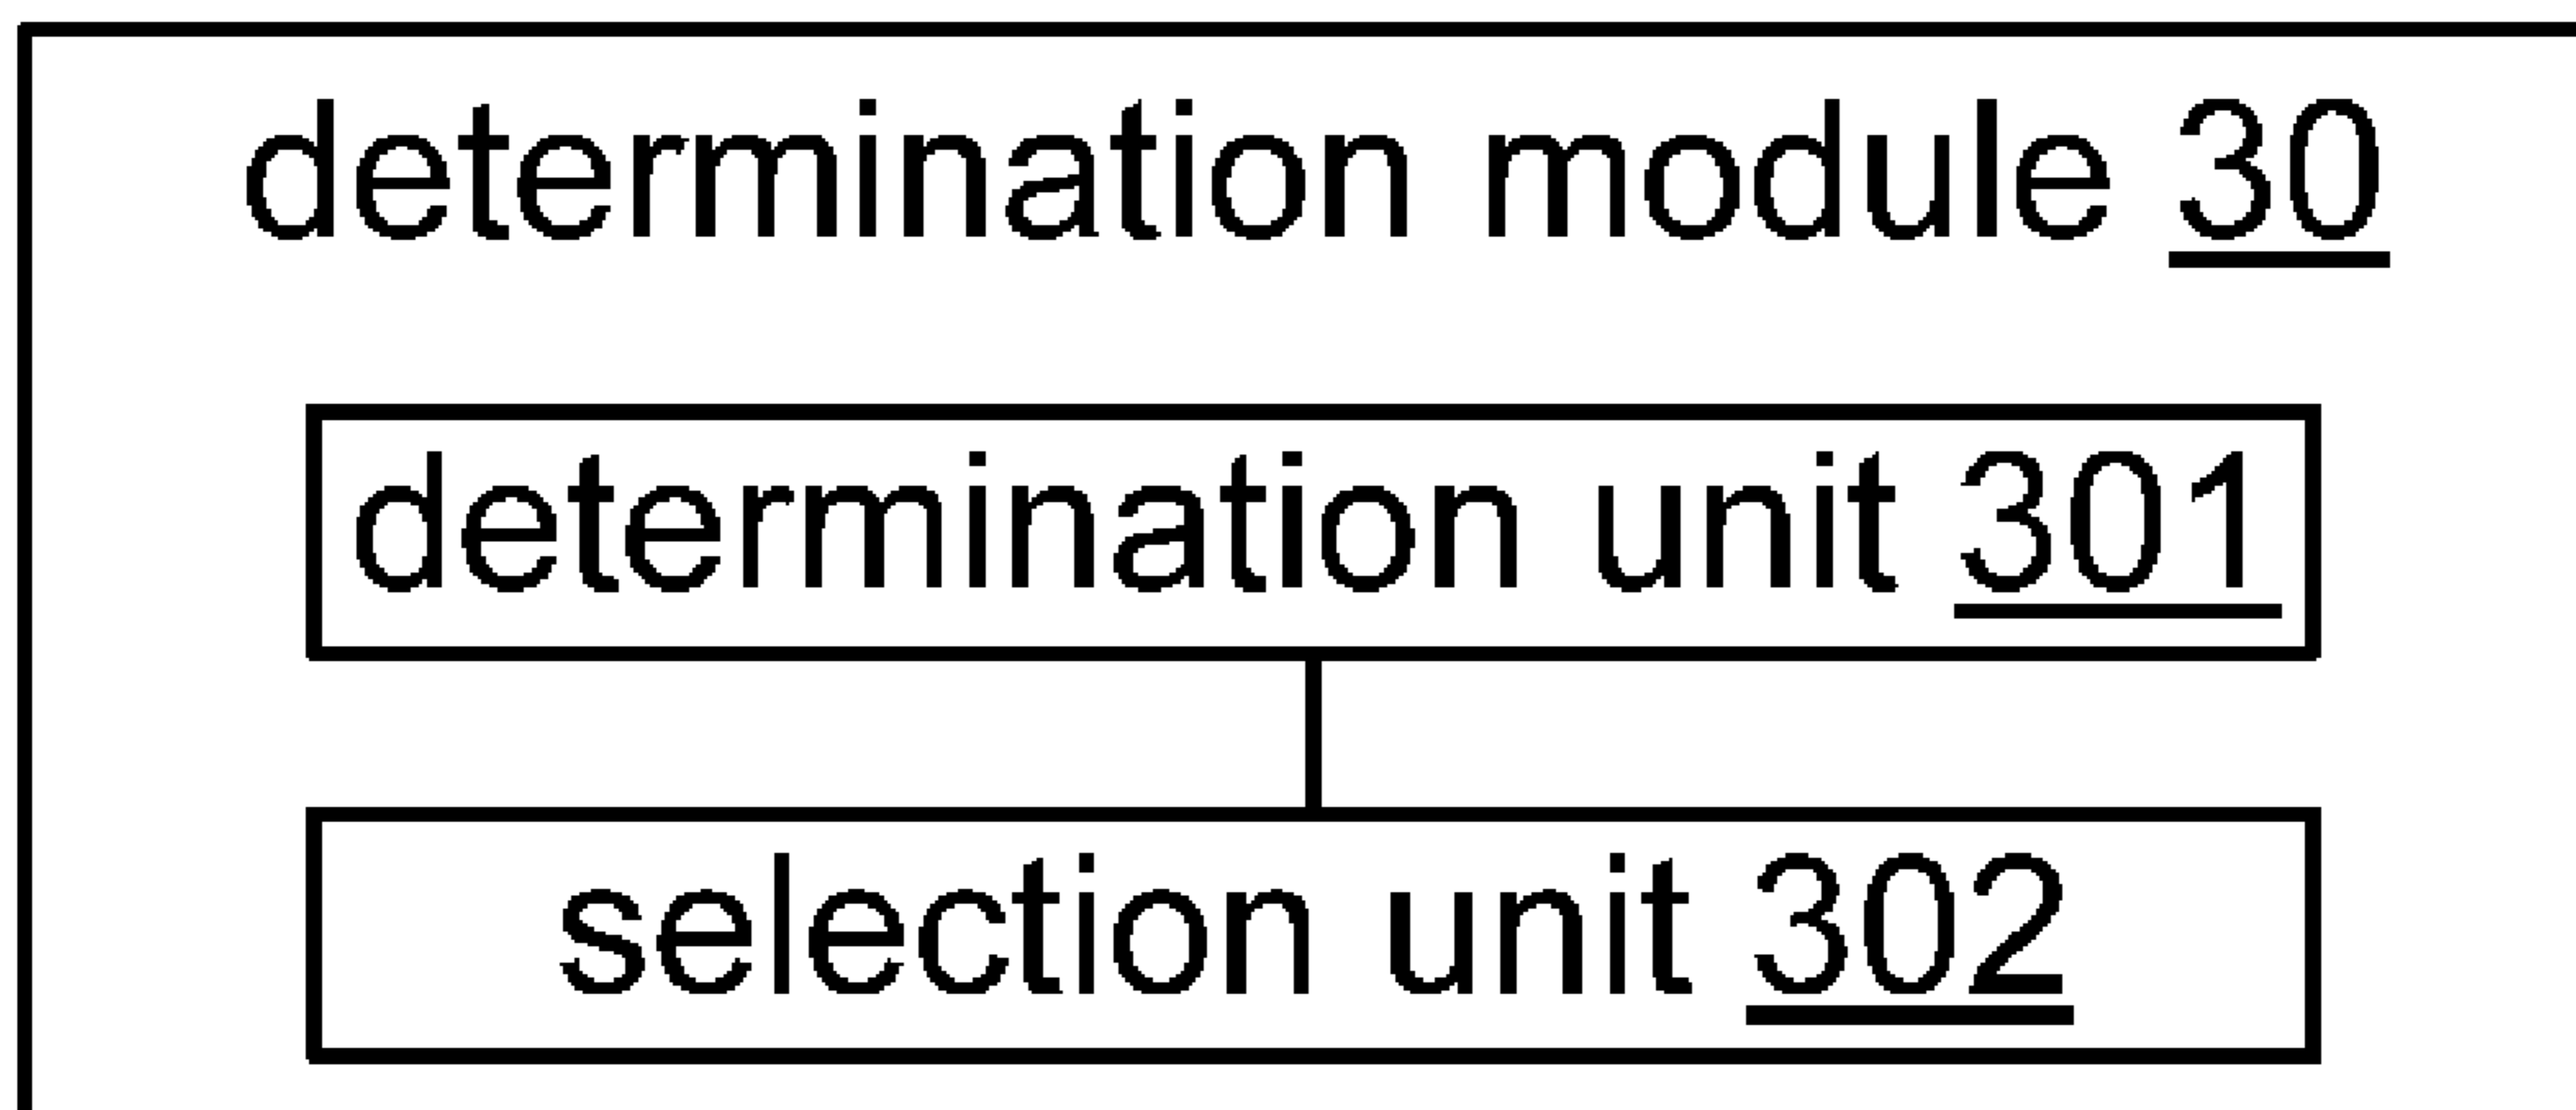 determination module 30
determination unit 301
selection unit 302